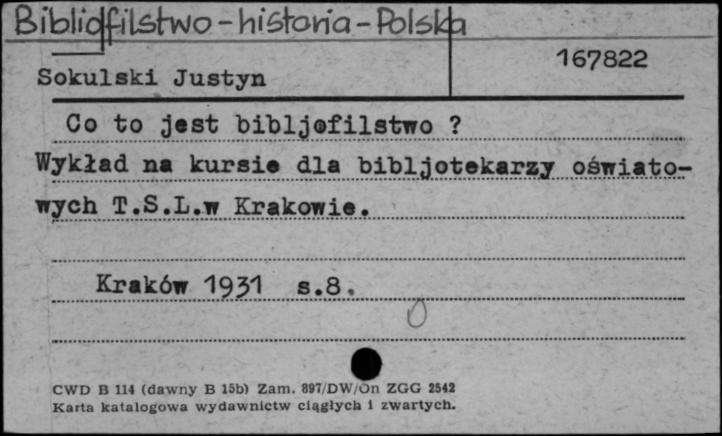 Bibliofilstwo - historia - Polska
167822
Sokulski Justyn
Co to jest bibljofilstwo ?
Wykład na kursie dla bibljotekarzy oświato-
wych T.S.L.w Krakowie.
Kraków 1931 s.8.
0
CWD B 114 (dawny B 15b) Zam. 897/DW/On ZGG 2542
Karta katalogowa wydawnictw ciągłych i zwartych.